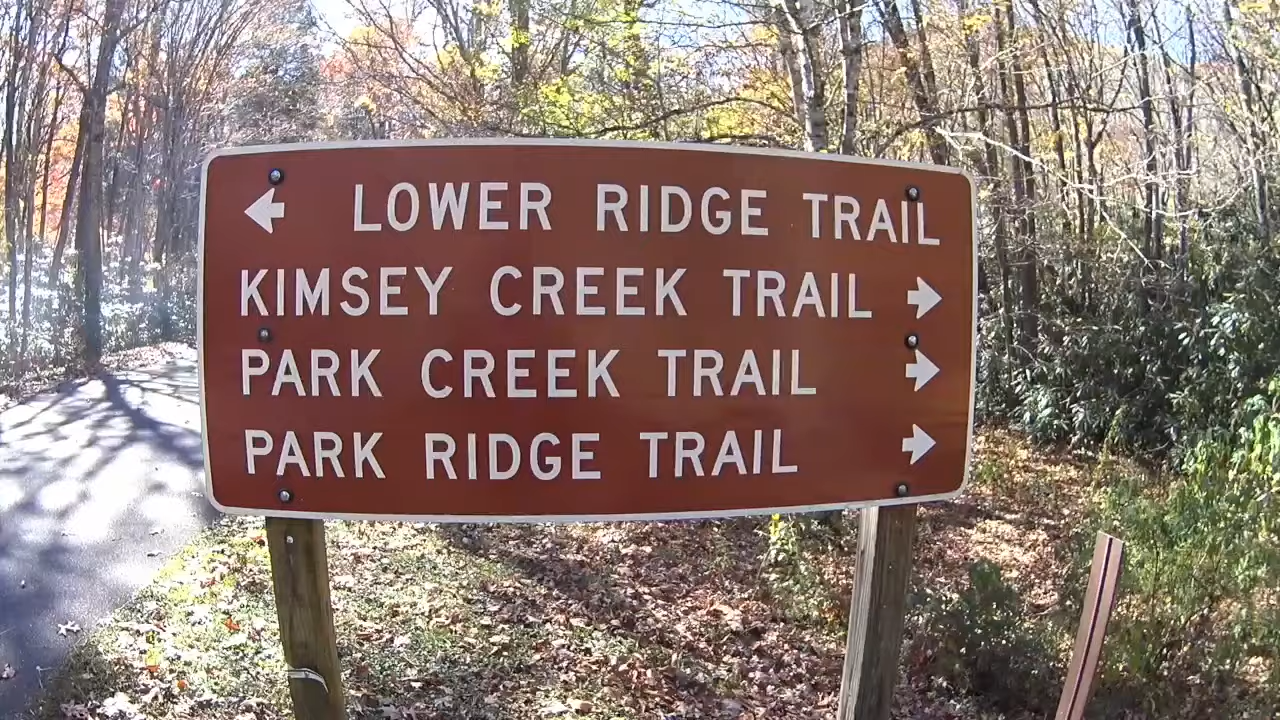 ← LOWER RIDGE TRAIL
KIMSEY CREEK TRAIL →
PARK CREEK TRAIL →
PARK RIDGE TRAIL →